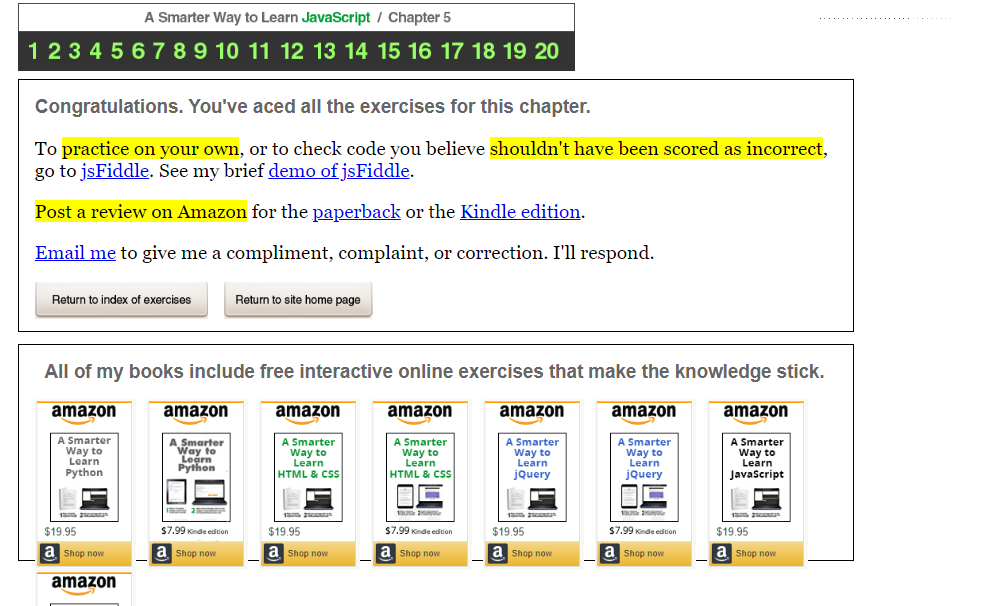 A Smarter Way to Learn JavaScript / Chapter 5
1 2 3 4 5 6 7 8 9 10 11 12 13 14 15 16 17 18 19 20
Congratulations. You've aced all the exercises for this chapter.
To practice on your own, or to check code you believe shouldn't have been scored as incorrect,
go to jsFiddle. See my brief demo of jsFiddle.
Post a review on Amazon for the paperback or the Kindle edition.
Email me to give me a compliment, complaint, or correction. I'll respond.
Return to index of exercises Return to site home page
All of my books include free interactive online exercises that make the knowledge stick.
amazon
A Smarter
Way to
Learn
Python
$19.95
a Shop now
amazon
A Smarter
Way to
Learn
Python
$7.99 Kindle edition
a Shop now
amazon
A Smarter
Way to
Learn
HTML & CSS
$19.95
a Shop now
amazon
A Smarter
Way to
Learn
HTML & CSS
$7.99 Kindle edition
a Shop now
amazon
A Smarter
Way to
Learn
jQuery
$19.95
a Shop now
amazon
A Smarter
Way to
Learn
jQuery
$7.99 Kindle edition
a Shop now
amazon
A Smarter
Way to
Learn
JavaScript
$19.95
a Shop now
amazon